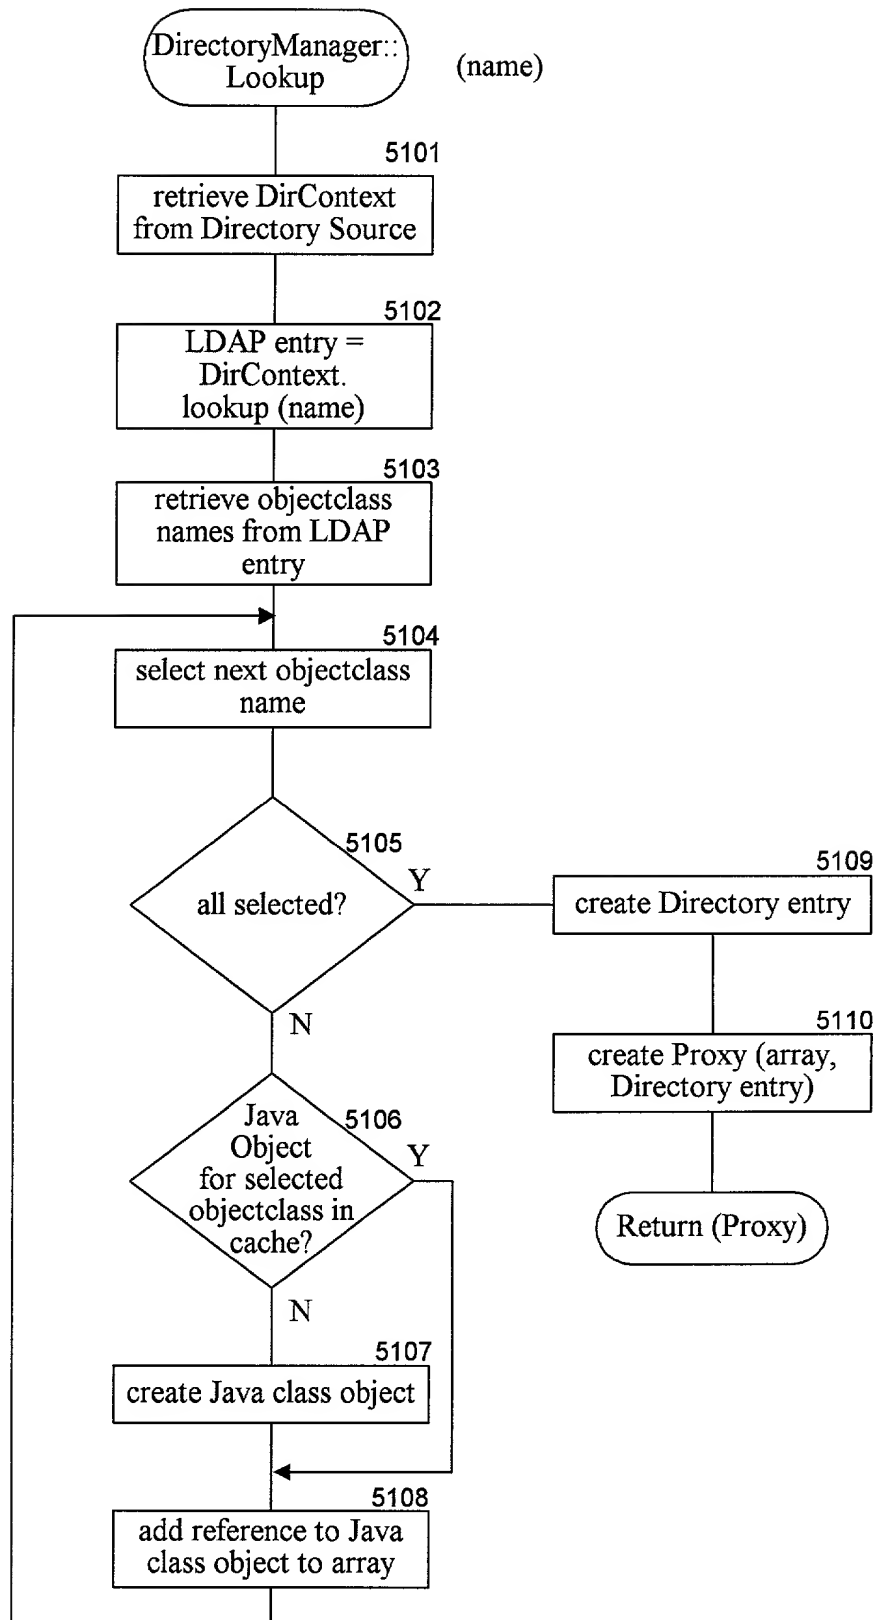 DirectoryManager::
Lookup
(name)
5101
retrieve DirContext
from Directory Source
5102
LDAP entry =
DirContext.
lookup (name)
5103
retrieve objectclass
names from LDAP
entry
5104
select next objectclass
name
5105
all selected?
Y
N
5109
create Directory entry
5110
create Proxy (array,
Directory entry)
Return (Proxy)
5106
Java
Object
for selected
objectclass in
cache?
Y
N
5107
create Java class object
5108
add reference to Java
class object to array